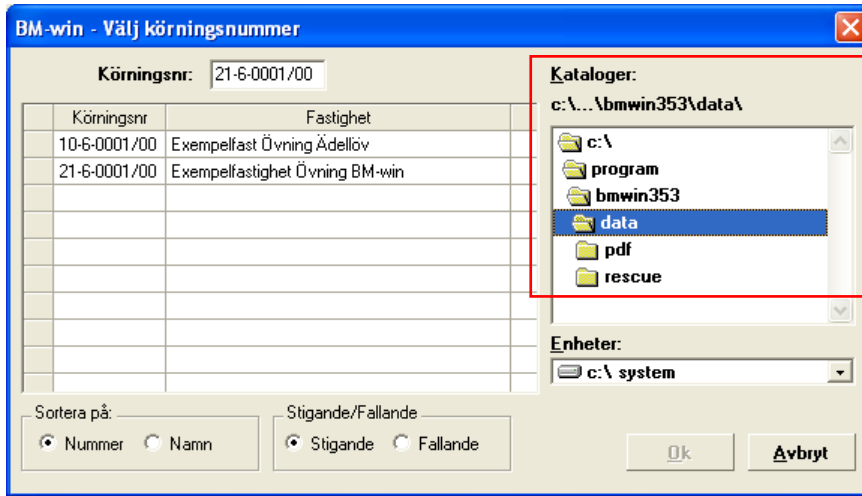 BM-win - Välj körningsnummer
Körningsnr: 21-6-0001/00
Körningsnr Fastighet
10-6-0001/00 Exempelfast Övning Ädellöv
21-6-0001/00 Exempelfastighet Övning BM-win
Kataloger:
c:\...\bmwin353\data\
c:\
program
bmwin353
data
pdf
rescue
Enheter:
c:\ system
Sortera på:
Nummer Namn
Stigande/Fallande
Stigande Fallande
Ok Avbryt